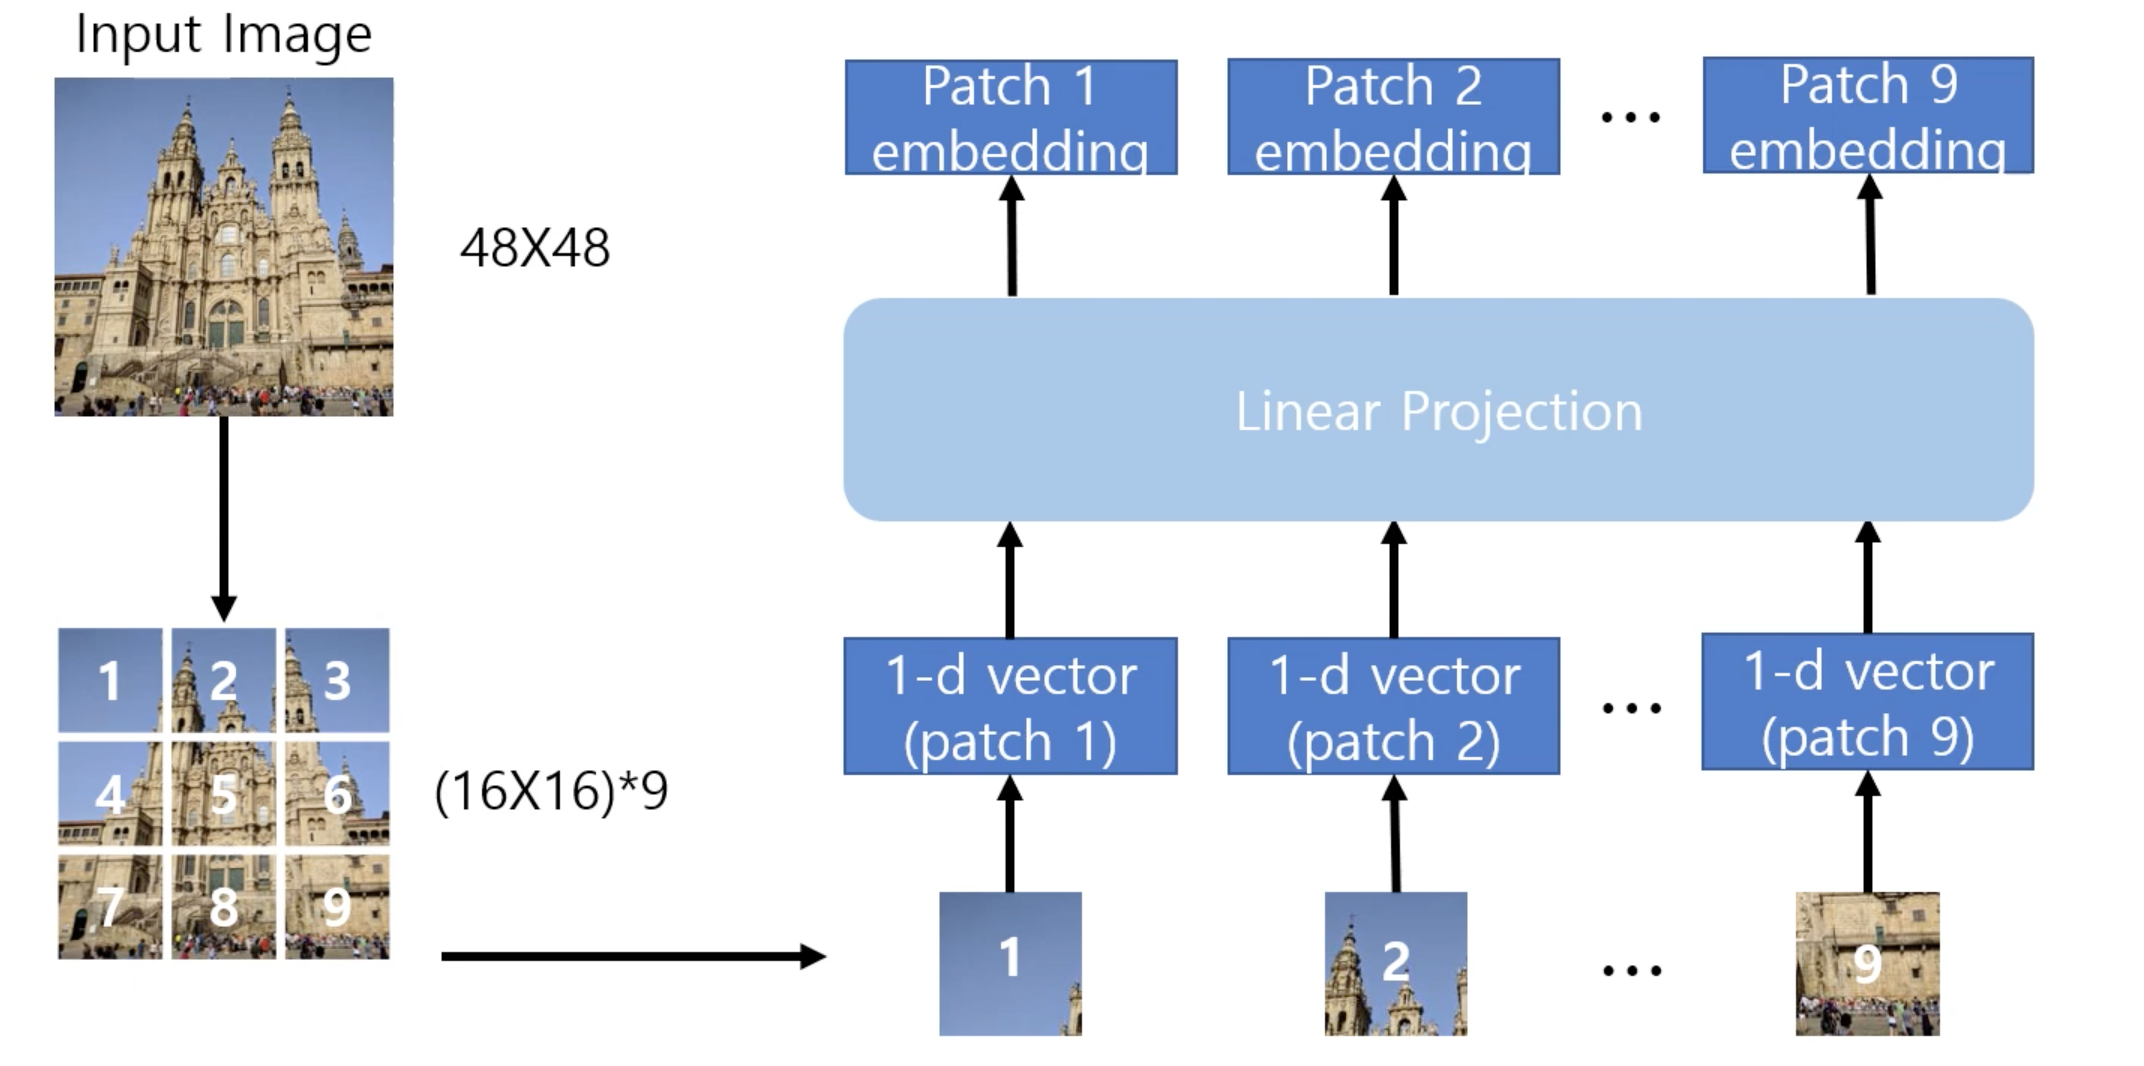 Input Image
48X48
1 2 3
4 5 6
7 8 9
(16X16)*9
Patch 1
embedding
Patch 2
embedding
...
Patch 9
embedding
Linear Projection
1-d vector
(patch 1)
1-d vector
(patch 2)
...
1-d vector
(patch 9)
1
2
...
9